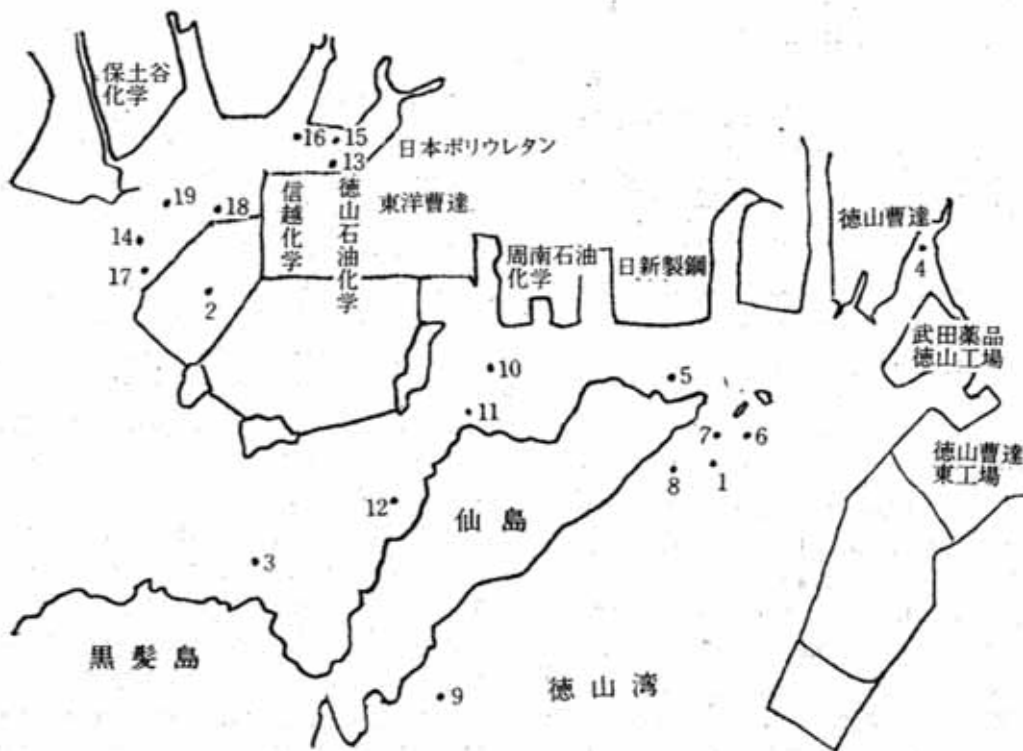 保土谷
化学
16
15
日本ポリウレタン
13
19
18
信越化学
徳山石油化学
東洋曹達
徳山曹達
14
周南石油
化学
日新製鋼
4
17
2
武田薬品
徳山工場
10
5
11
7
6
徳山曹達
東工場
8
1
12
仙島
3
黒髪島
9
徳山湾